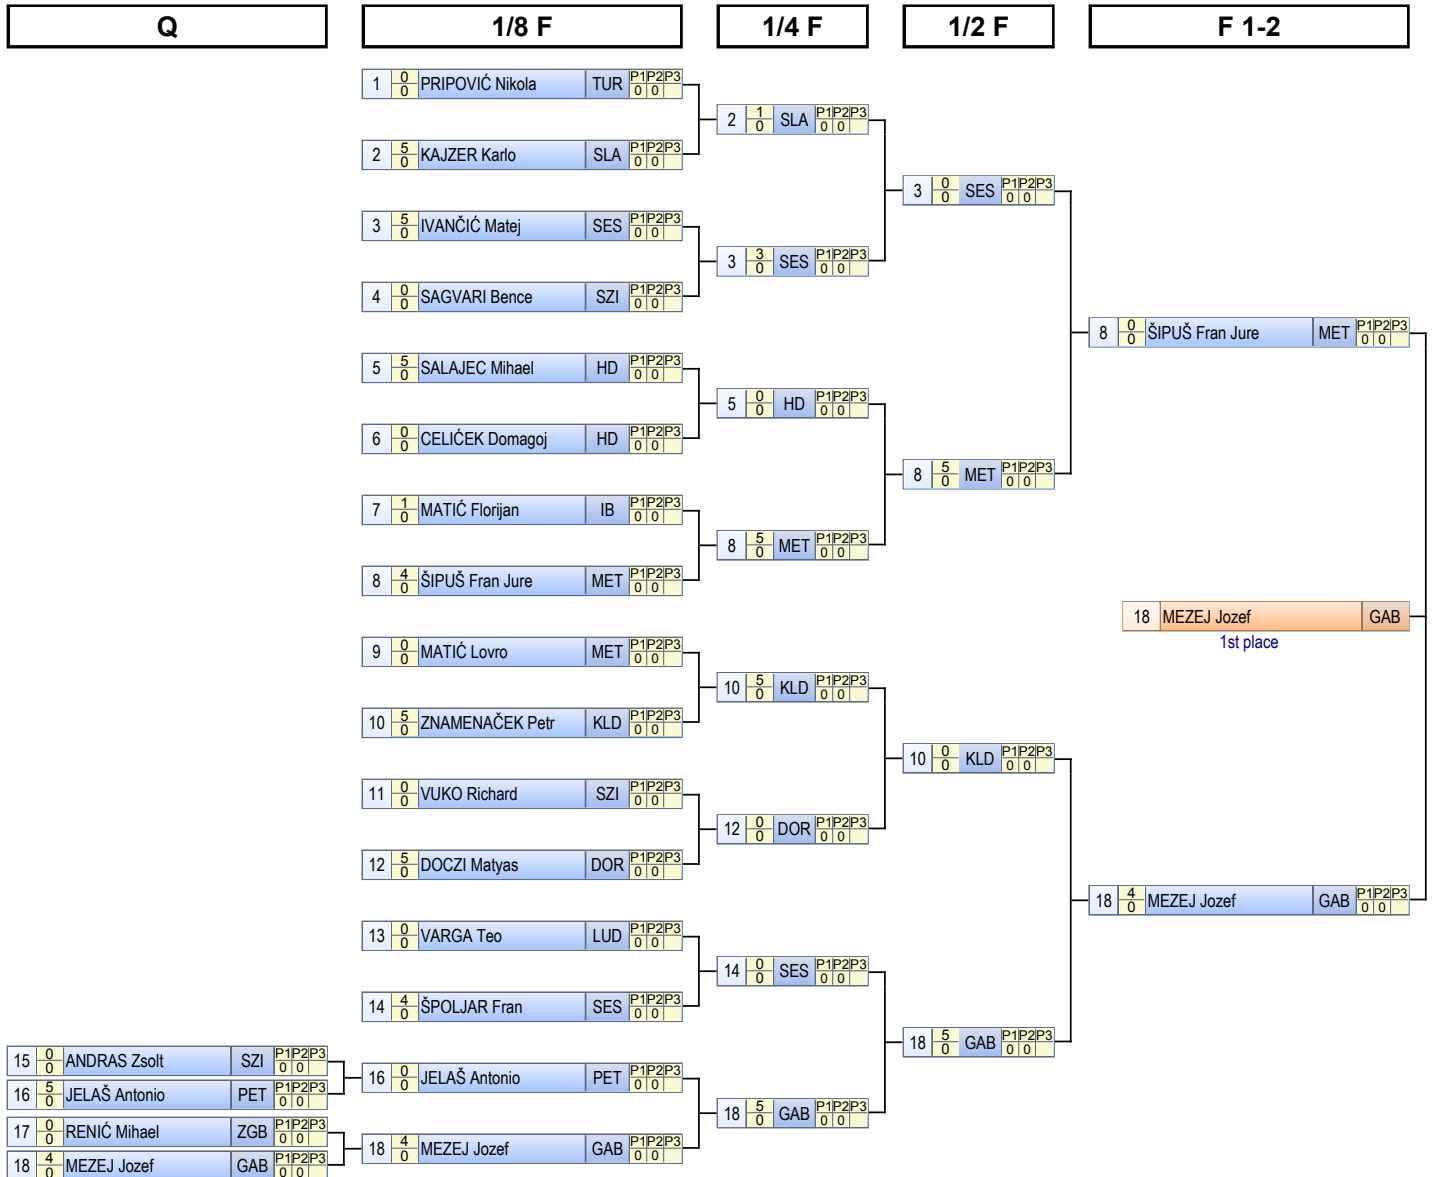 Q 1/8 F 1/4 F 1/2 F F 1-2
1 0 0 PRIPOVIĆ Nikola TUR P1 P2 P3 0 0
2 1 0 SLA P1 P2 P3 0 0
2 5 0 KAJZER Karlo SLA P1 P2 P3 0 0
3 0 0 SES P1 P2 P3 0 0
3 5 0 IVANČIĆ Matej SES P1 P2 P3 0 0
3 3 0 SES P1 P2 P3 0 0
4 0 0 SAGVARI Bence SZI P1 P2 P3 0 0
8 0 0 ŠIPUŠ Fran Jure MET P1 P2 P3 0 0
5 5 0 SALAJEC Mihael HD P1 P2 P3 0 0
5 0 0 HD P1 P2 P3 0 0
6 0 0 CELIĆEK Domagoj HD P1 P2 P3 0 0
8 5 0 MET P1 P2 P3 0 0
7 1 0 MATIĆ Florijan IB P1 P2 P3 0 0
8 5 0 MET P1 P2 P3 0 0
8 4 0 ŠIPUŠ Fran Jure MET P1 P2 P3 0 0
18 MEZEJ Jozef GAB
1st place
9 0 0 MATIĆ Lovro MET P1 P2 P3 0 0
10 5 0 KLD P1 P2 P3 0 0
10 5 0 ZNAMENAČEK Petr KLD P1 P2 P3 0 0
10 0 0 KLD P1 P2 P3 0 0
11 0 0 VUKO Richard SZI P1 P2 P3 0 0
12 0 0 DOR P1 P2 P3 0 0
12 5 0 DOCZI Matyas DOR P1 P2 P3 0 0
18 4 0 MEZEJ Jozef GAB P1 P2 P3 0 0
13 0 0 VARGA Teo LUD P1 P2 P3 0 0
14 0 0 SES P1 P2 P3 0 0
14 4 0 ŠPOLJAR Fran SES P1 P2 P3 0 0
18 5 0 GAB P1 P2 P3 0 0
15 0 0 ANDRAS Zsolt SZI P1 P2 P3 0 0
16 0 0 JELAŠ Antonio PET P1 P2 P3 0 0
16 5 0 JELAŠ Antonio PET P1 P2 P3 0 0
18 5 0 GAB P1 P2 P3 0 0
17 0 0 RENIĆ Mihael ZGB P1 P2 P3 0 0
18 4 0 MEZEJ Jozef GAB P1 P2 P3 0 0
18 4 0 MEZEJ Jozef GAB P1 P2 P3 0 0